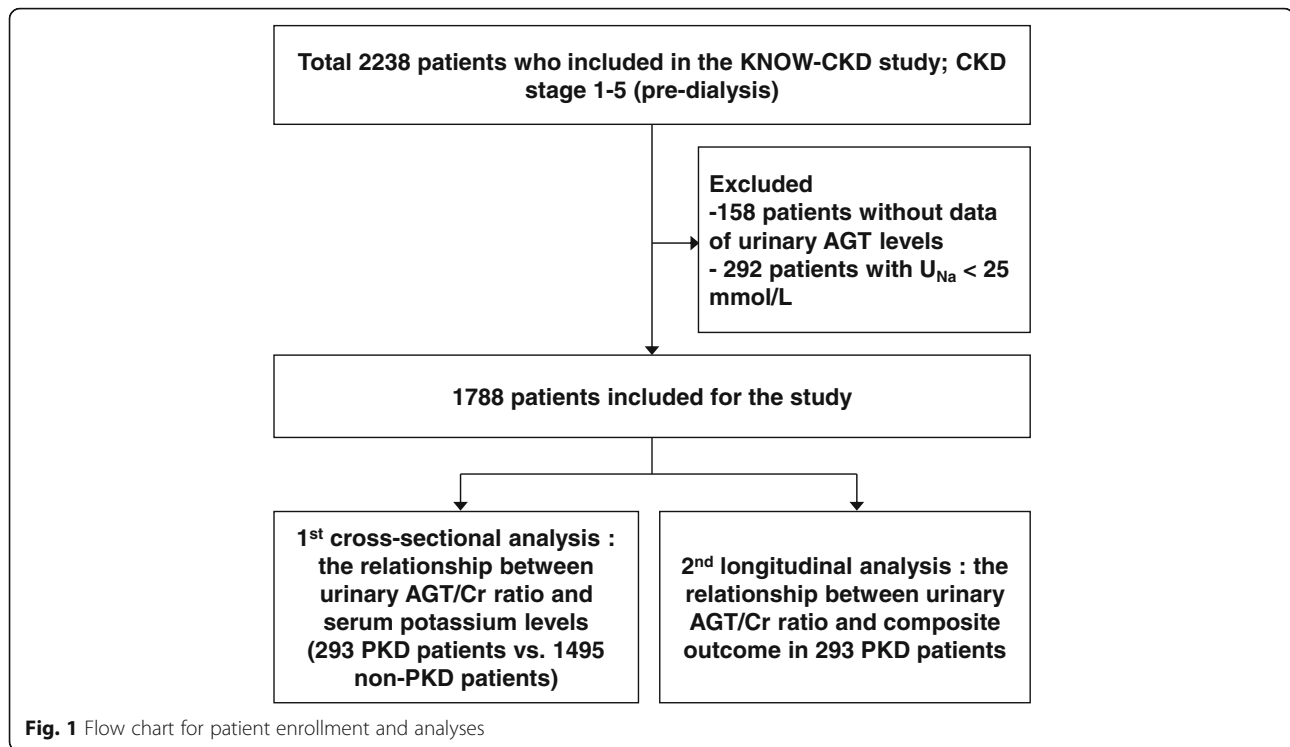 Total 2238 patients who included in the KNOW-CKD study; CKD
stage 1-5 (pre-dialysis)
Excluded
-158 patients without data
of urinary AGT levels
- 292 patients with UNa < 25
mmol/L
1788 patients included for the study
1st cross-sectional analysis :
the relationship between
urinary AGT/Cr ratio and
serum potassium levels
(293 PKD patients vs. 1495
non-PKD patients)
2nd longitudinal analysis : the
relationship between urinary
AGT/Cr ratio and composite
outcome in 293 PKD patients
Fig. 1 Flow chart for patient enrollment and analyses